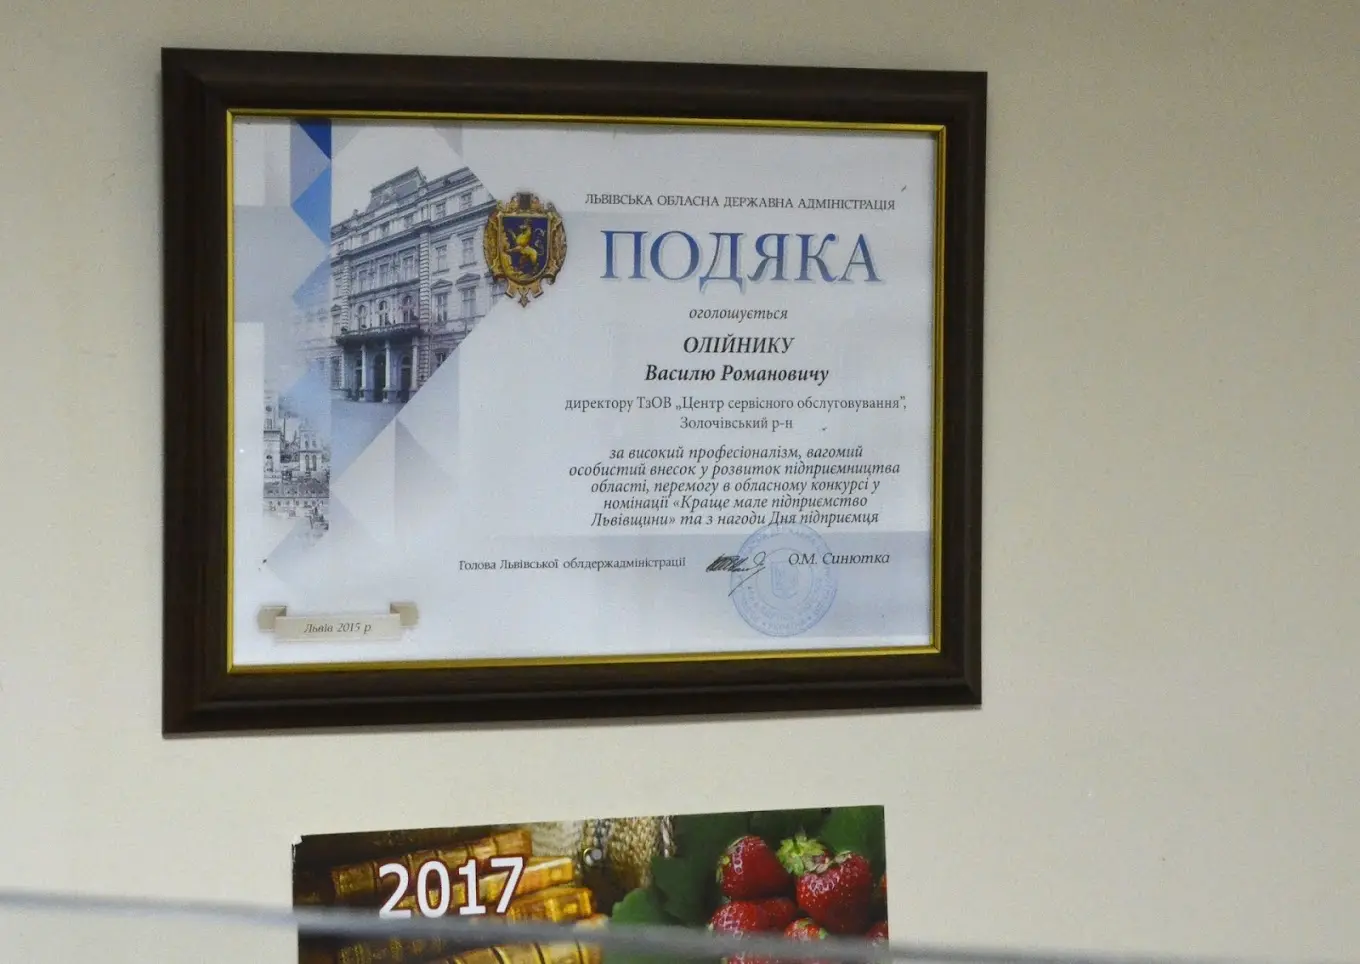 ЛЬВІВСЬКА ОБЛАСНА ДЕРЖАВНА АДМІНІСТРАЦІЯ
ПОДЯКА
оголошується
ОЛІЙНИКУ
Василю Романовичу
директору ТзОВ „Центр сервісного обслуговування”,
Золочівський р-н
за високий професіоналізм, вагомий
особистий внесок у розвиток підприємництва
області, перемогу в обласному конкурсі у
номінації «Краще мале підприємство
Львівщини» та з нагоди Дня підприємця
Голова Львівської облдержадміністрації О.М. Синютка
Львів 2015 р.
2017